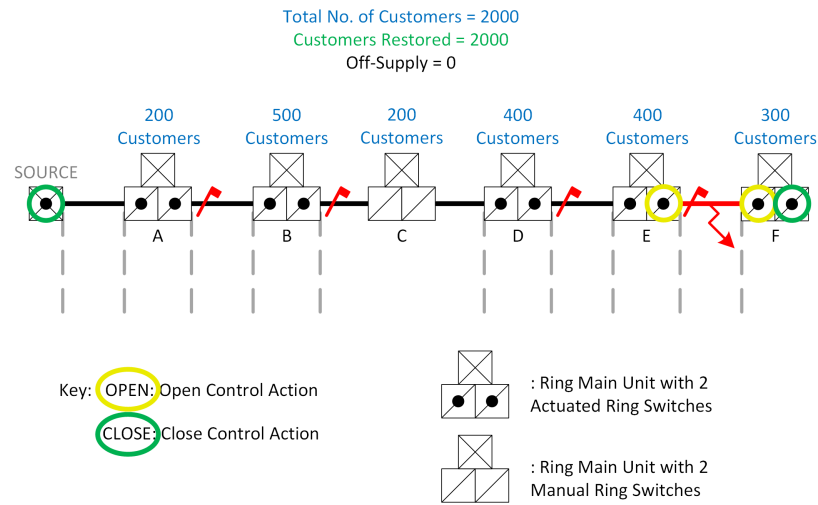 Total No. of Customers = 2000
Customers Restored = 2000
Off-Supply = 0
200 Customers
500 Customers
200 Customers
400 Customers
400 Customers
300 Customers
SOURCE
A
B
C
D
E
F
Key: OPEN: Open Control Action
CLOSE: Close Control Action
: Ring Main Unit with 2
Actuated Ring Switches
: Ring Main Unit with 2
Manual Ring Switches